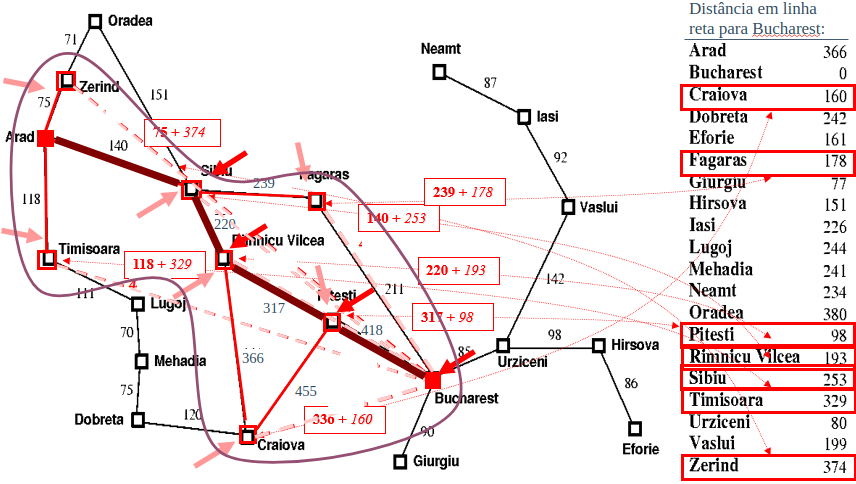 Distância em linha
reta para Bucharest:
Arad 366
Bucharest 0
Craiova 160
Dobreta 242
Eforie 161
Fagaras 178
Giurgiu 77
Hirsova 151
Iasi 226
Lugoj 244
Mehadia 241
Neamt 234
Oradea 380
Pitesti 98
Rimnicu Vilcea 193
Sibiu 253
Timisoara 329
Urziceni 80
Vaslui 199
Zerind 374
Oradea
71
Neamt
Zerind
87
151
75
Iasi
75 + 374
Arad
140
92
Sibiu
Fagaras
239
239 + 178
118
Vaslui
140 + 253
220
Rimnicu Vilcea
Timisoara
118 + 329
220 + 193
142
111
211
Lugoj
Pitesti
317
317 + 98
70
418
98
Hirsova
85
Urziceni
Mehadia
366
86
75
455
Bucharest
Dobreta
120
336 + 160
90
Craiova
Eforie
Giurgiu